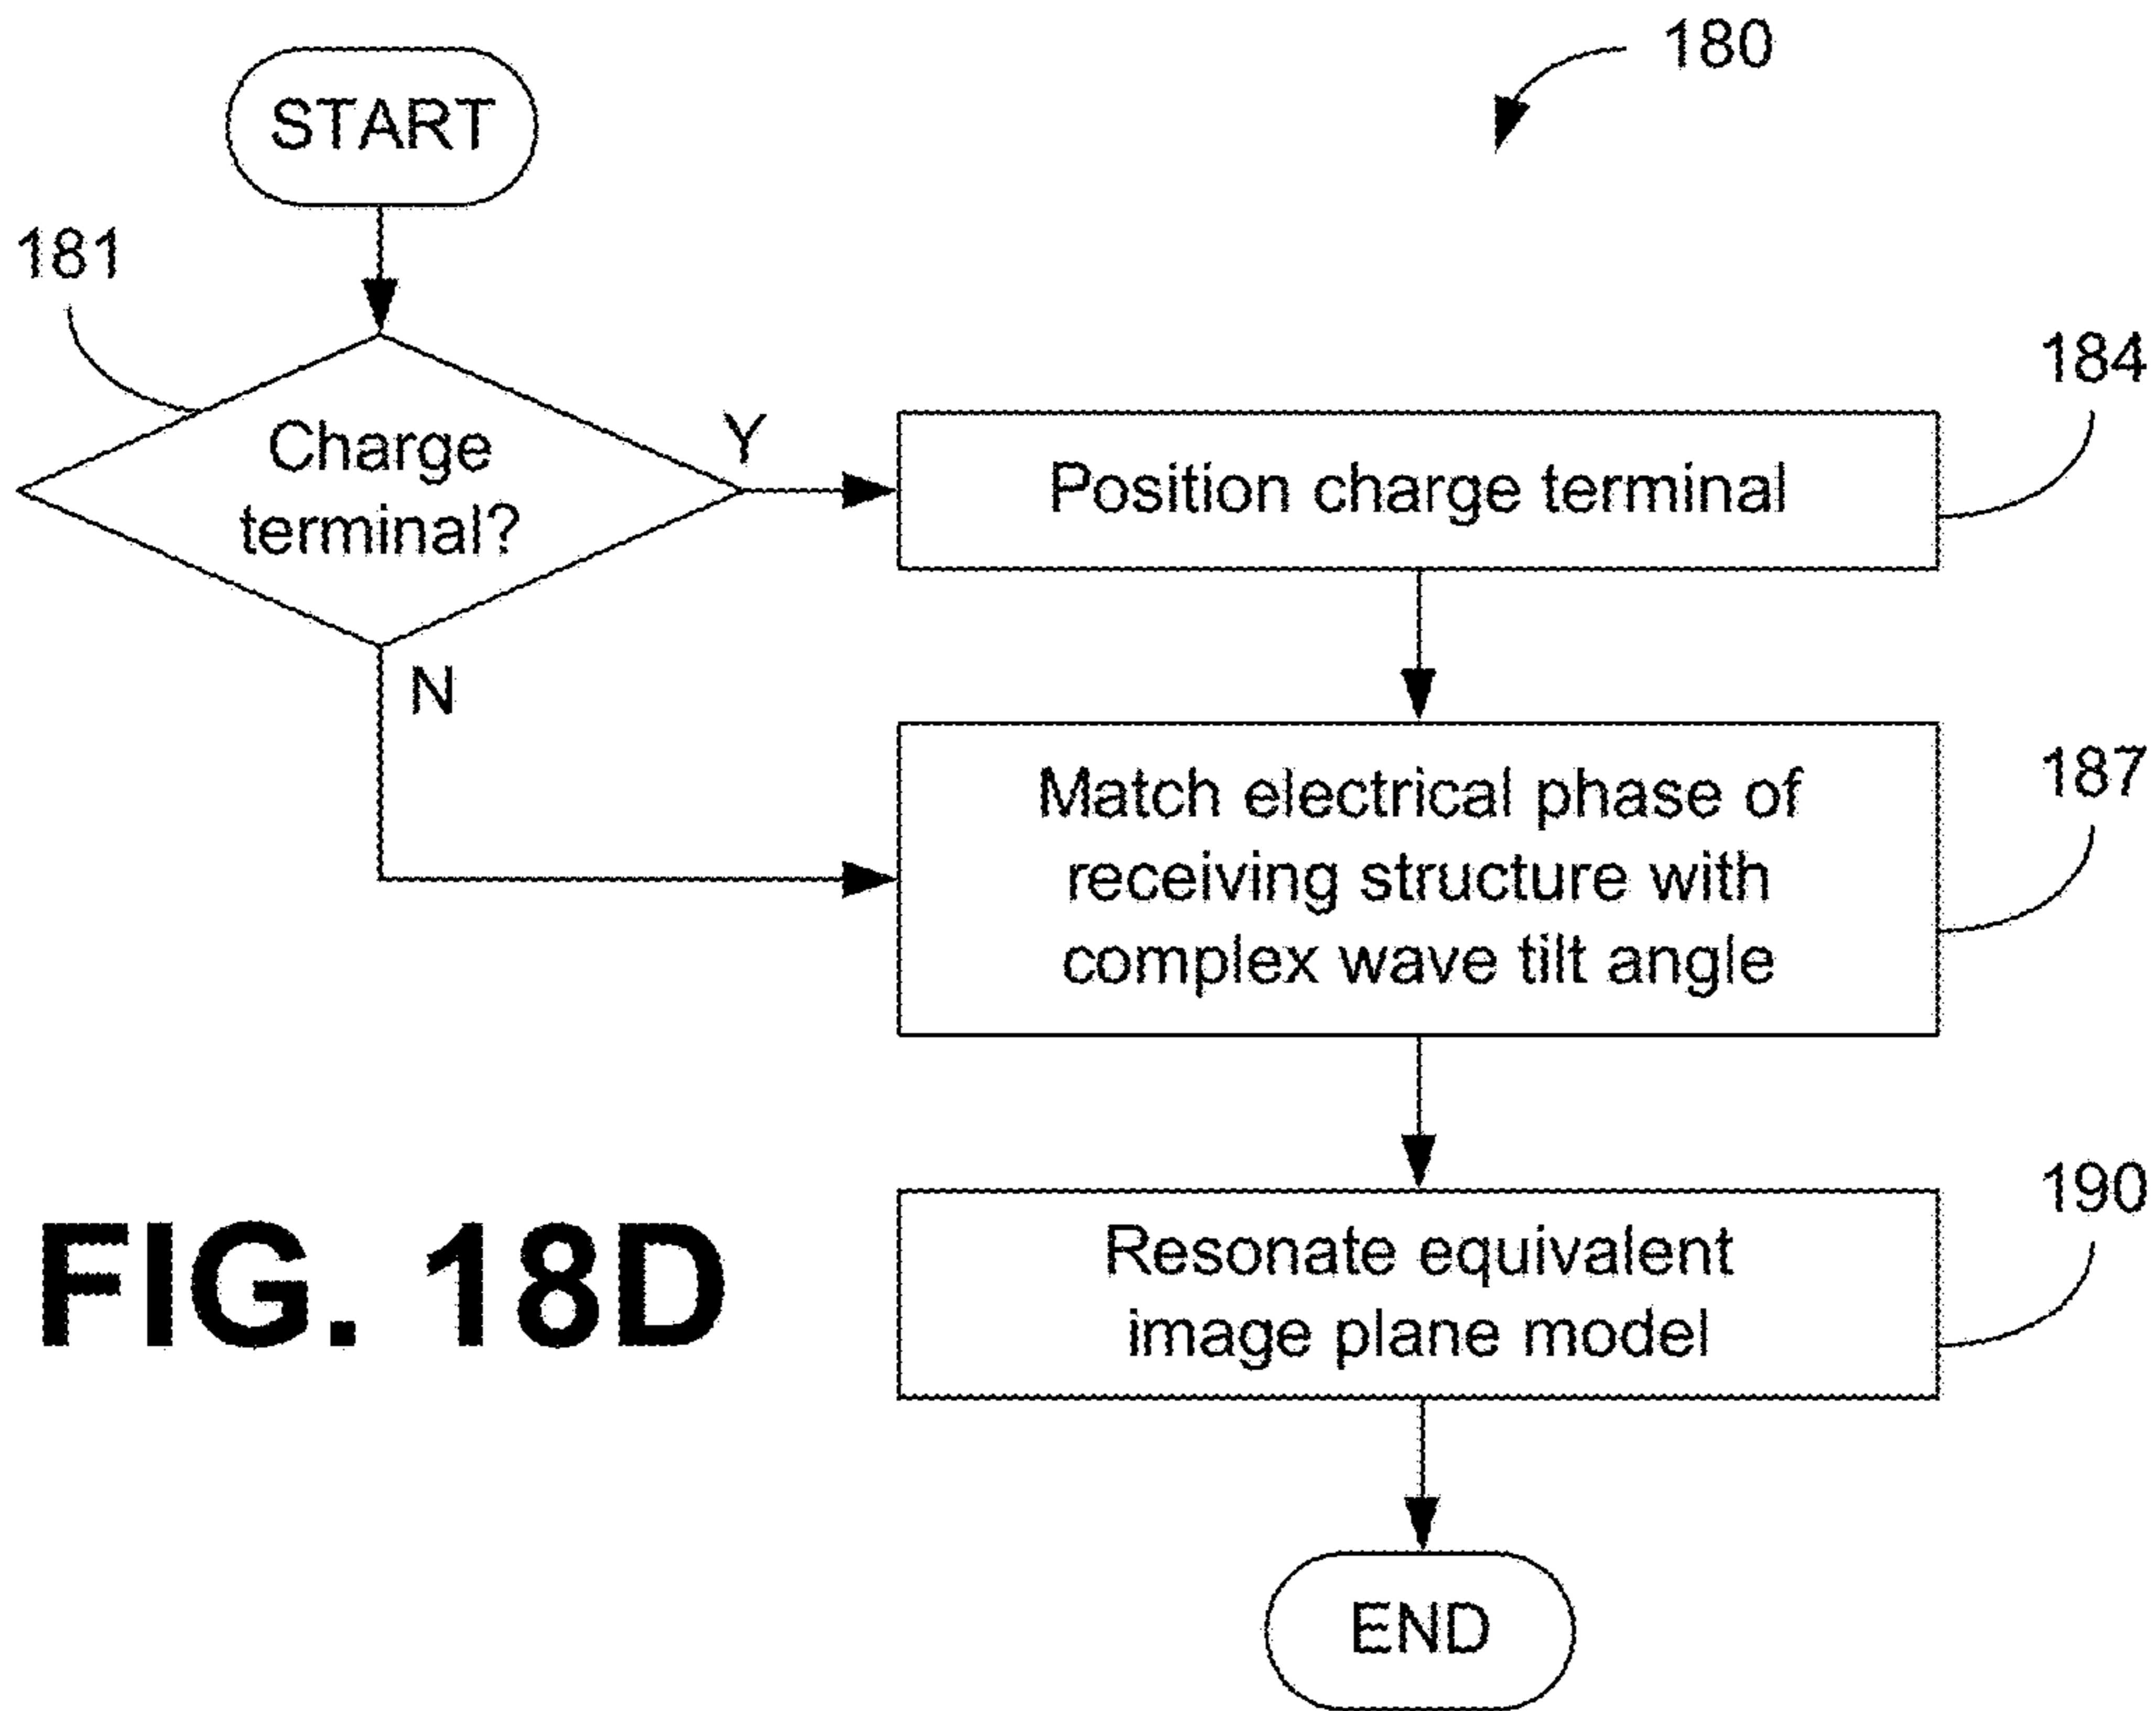 START
180
181
Charge
terminal?
Y
N
Position charge terminal
184
Match electrical phase of
receiving structure with
complex wave tilt angle
187
Resonate equivalent
image plane model
190
END
FIG. 18D